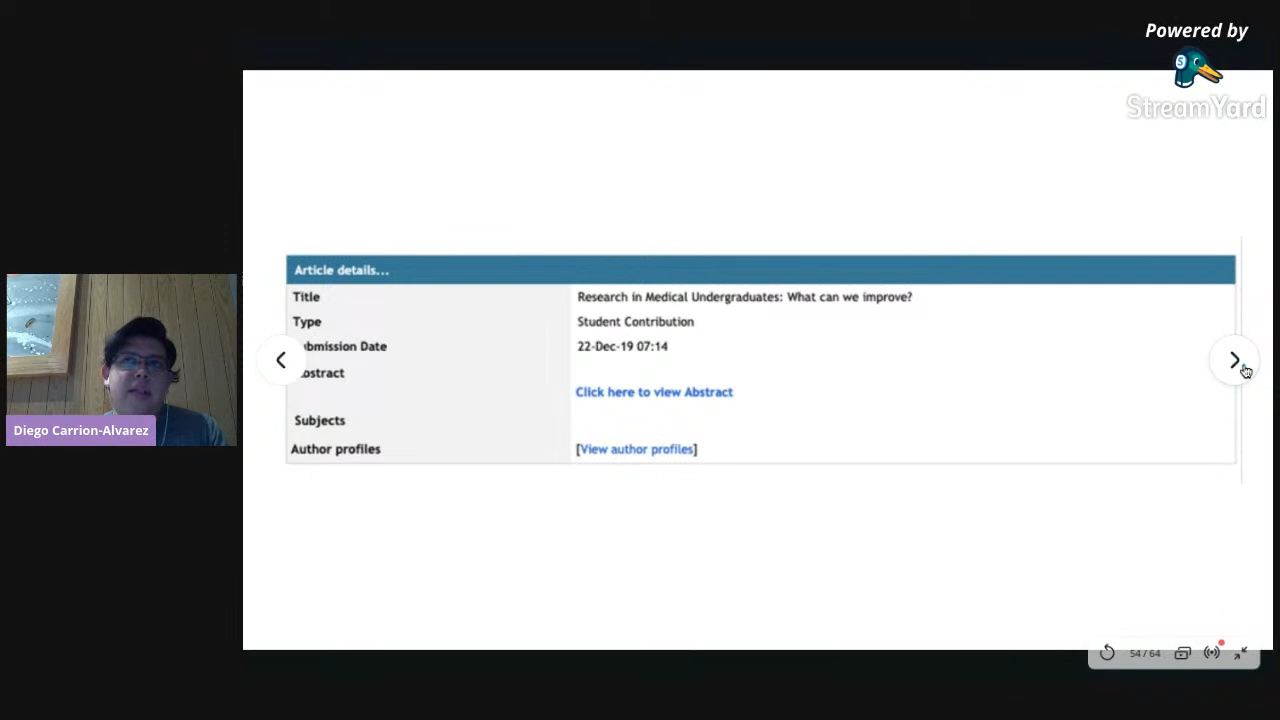 Powered by
StreamYard
Article details...
Title Research in Medical Undergraduates: What can we improve?
Type Student Contribution
ubmission Date 22-Dec-19 07:14
ostract
Click here to view Abstract
Subjects
Author profiles [View author profiles]
Diego Carrion-Alvarez
54 / 64